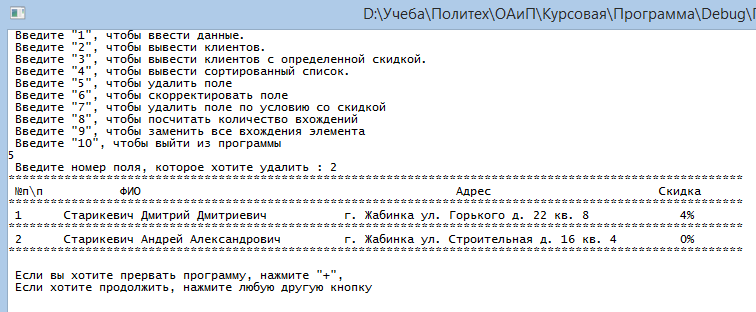 D:\Учеба\Политех\ОАиП\Курсовая\Программа\Debug\
Введите "1", чтобы ввести данные.
Введите "2", чтобы вывести клиентов.
Введите "3", чтобы вывести клиентов с определенной скидкой.
Введите "4", чтобы вывести сортированный список.
Введите "5", чтобы удалить поле
Введите "6", чтобы скорректировать поле
Введите "7", чтобы удалить поле по условию со скидкой
Введите "8", чтобы посчитать количество вхождений
Введите "9", чтобы заменить все вхождения элемента
Введите "10", чтобы выйти из программы
5
Введите номер поля, которое хотите удалить : 2
№п\п ФИО Адрес Скидка
1 Старикевич Дмитрий Дмитриевич г. Жабинка ул. Горького д. 22 кв. 8 4%
2 Старикевич Андрей Александрович г. Жабинка ул. Строительная д. 16 кв. 4 0%
Если вы хотите прервать программу, нажмите "+",
Если хотите продолжить, нажмите любую другую кнопку